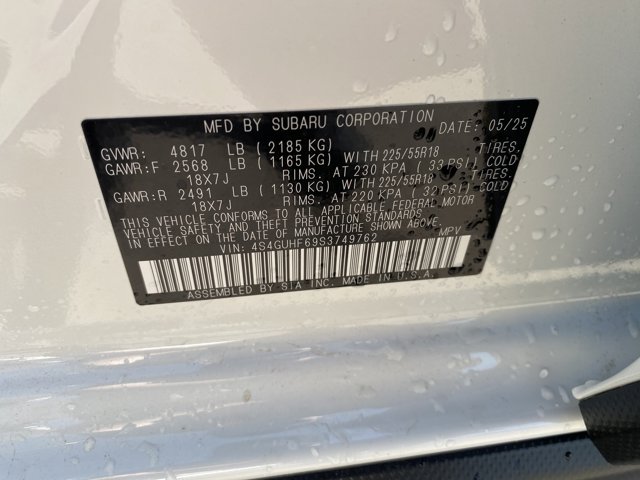 MFD BY SUBARU CORPORATION DATE: 05/25
GVWR: 4817 LB (2185 KG)
GAWR:F 2568 LB (1165 KG) WITH 225/55R18 TIRES.
18X7J RIMS. AT 230 KPA (33 PSI) COLD
GAWR:R 2491 LB (1130 KG) WITH 225/55R18 TIRES.
18X7J RIMS. AT 220 KPA (32 PSI) COLD
THIS VEHICLE CONFORMS TO ALL APPLICABLE FEDERAL MOTOR
VEHICLE SAFETY AND THEFT PREVENTION STANDARDS
IN EFFECT ON THE DATE OF MANUFACTURE SHOWN ABOVE.
VIN: 4S4GUHF69S3749762 MPV
ASSEMBLED BY SIA INC. MADE IN U.S.A.